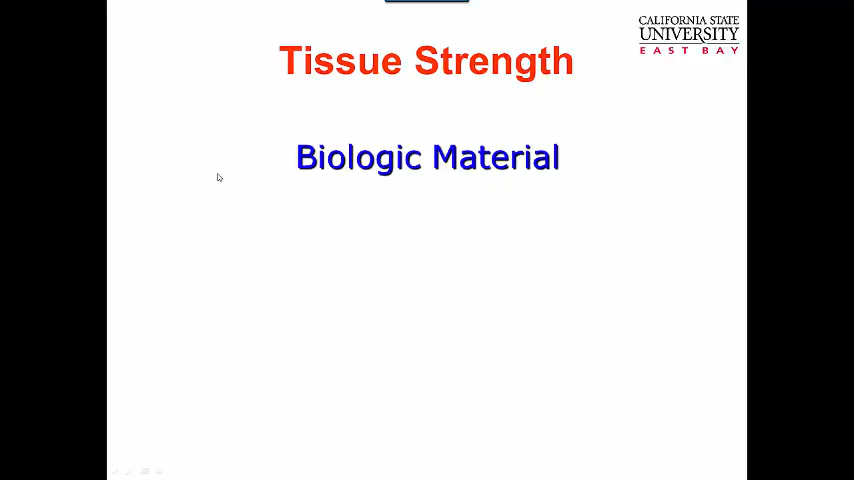 CALIFORNIA STATE
UNIVERSITY
EAST BAY
Tissue Strength
Biologic Material